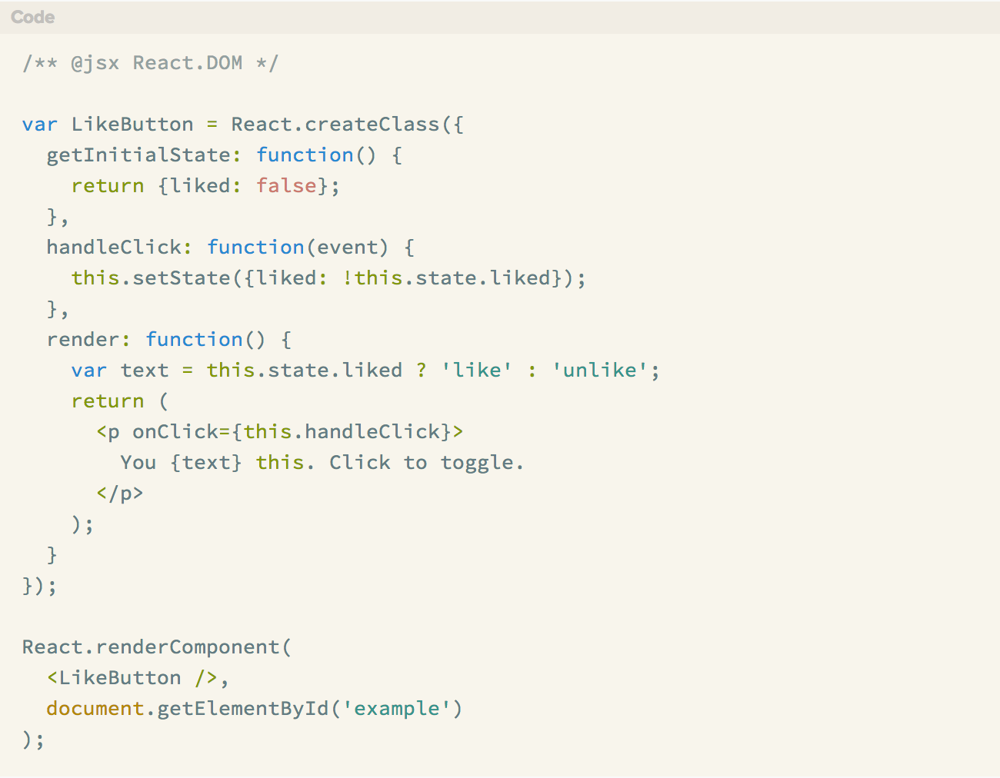 Code
/** @jsx React.DOM */
var LikeButton = React.createClass({
  getInitialState: function() {
    return {liked: false};
  },
  handleClick: function(event) {
    this.setState({liked: !this.state.liked});
  },
  render: function() {
    var text = this.state.liked ? 'like' : 'unlike';
    return (
      <p onClick={this.handleClick}>
        You {text} this. Click to toggle.
      </p>
    );
  }
});
React.renderComponent(
  <LikeButton />,
  document.getElementById('example')
);